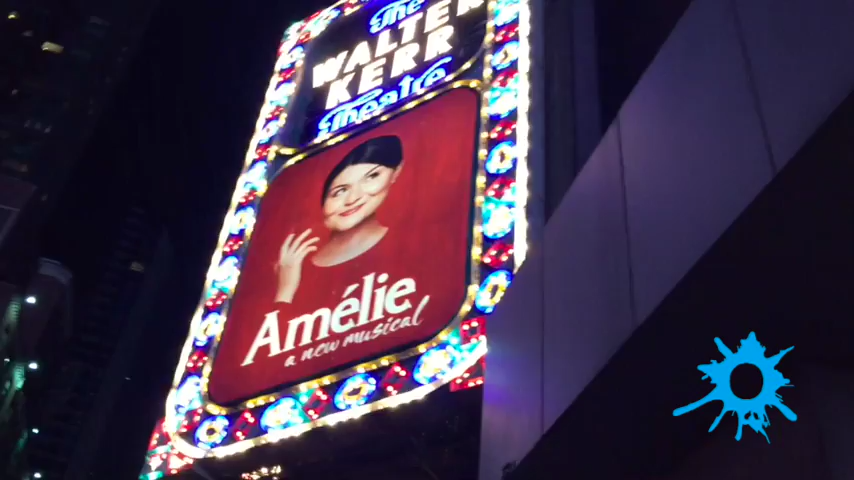 The
WALTER
KERR
Theatre
Amélie
a new musical